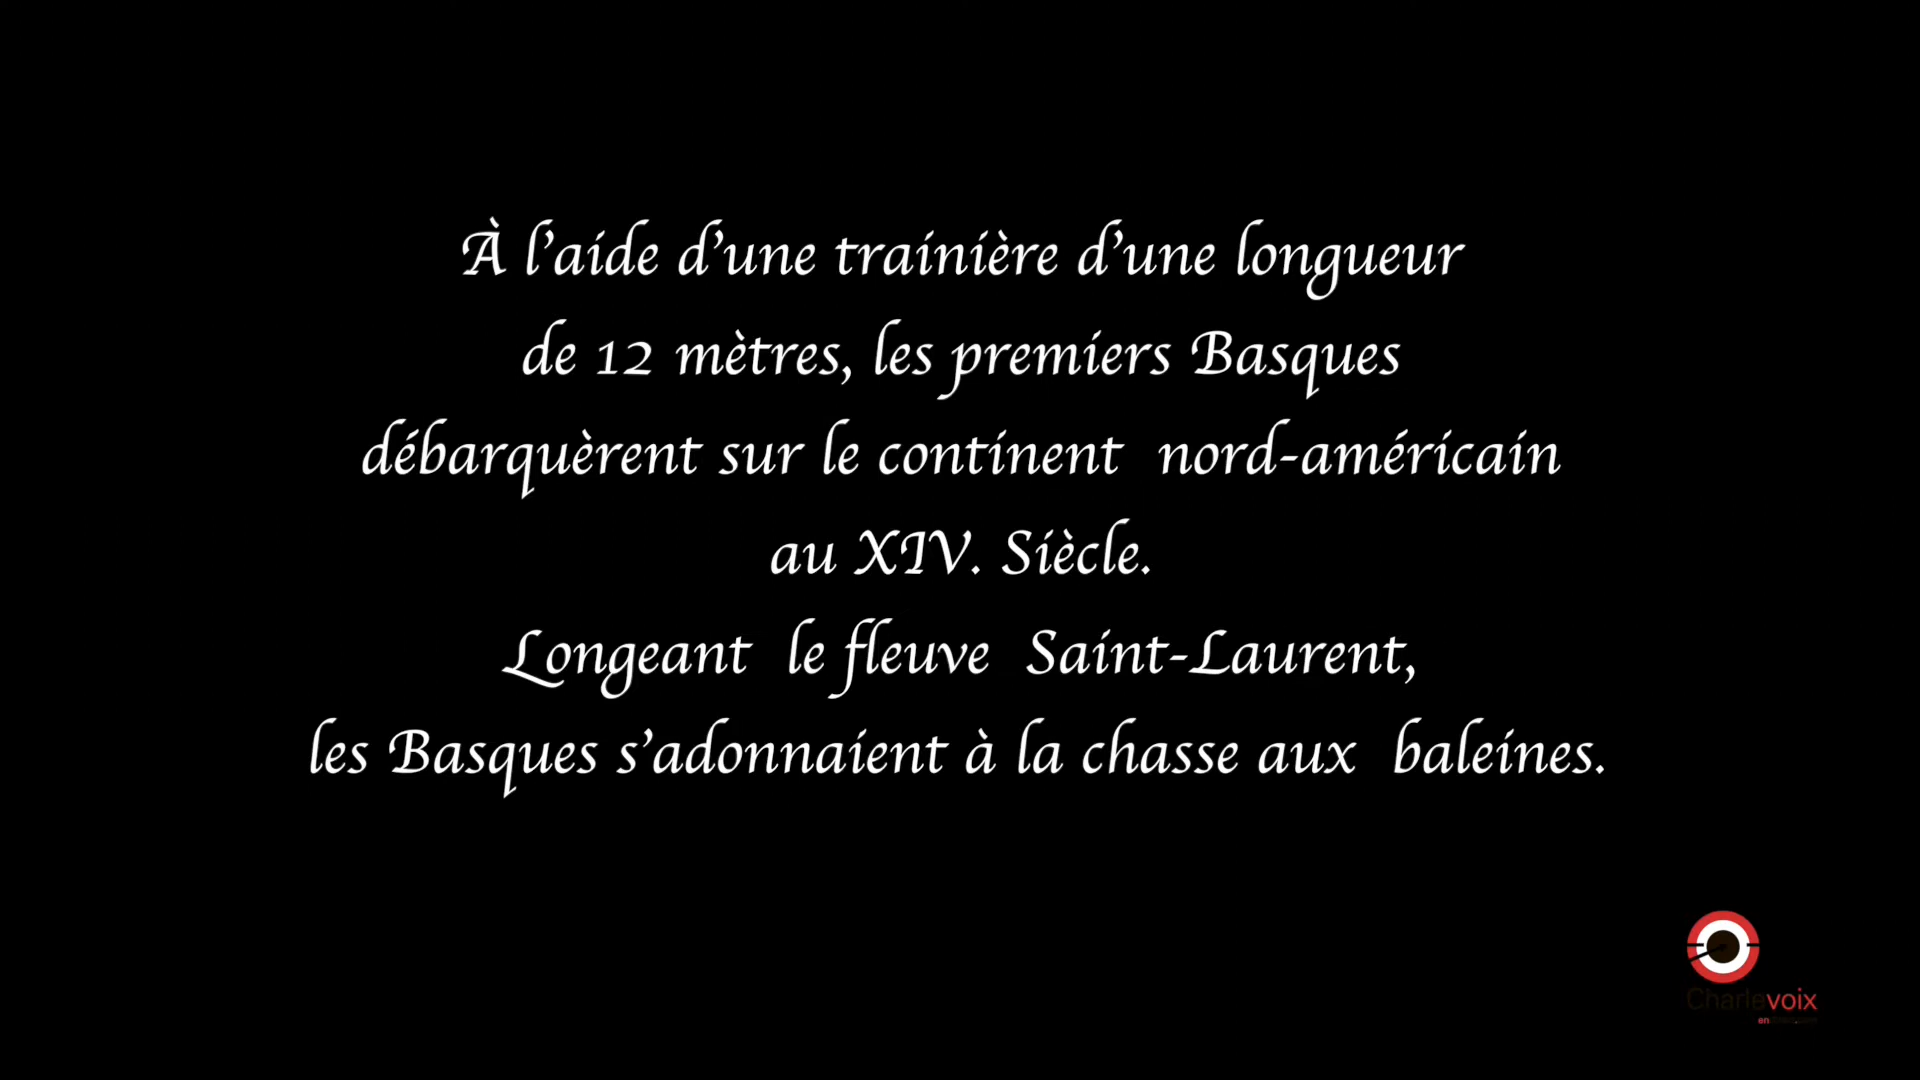 À l'aide d'une trainière d'une longueur
de 12 mètres, les premiers Basques
débarquèrent sur le continent nord-américain
au XIV. Siècle.
Longeant le fleuve Saint-Laurent,
les Basques s'adonnaient à la chasse aux baleines.
Charlevoix
en